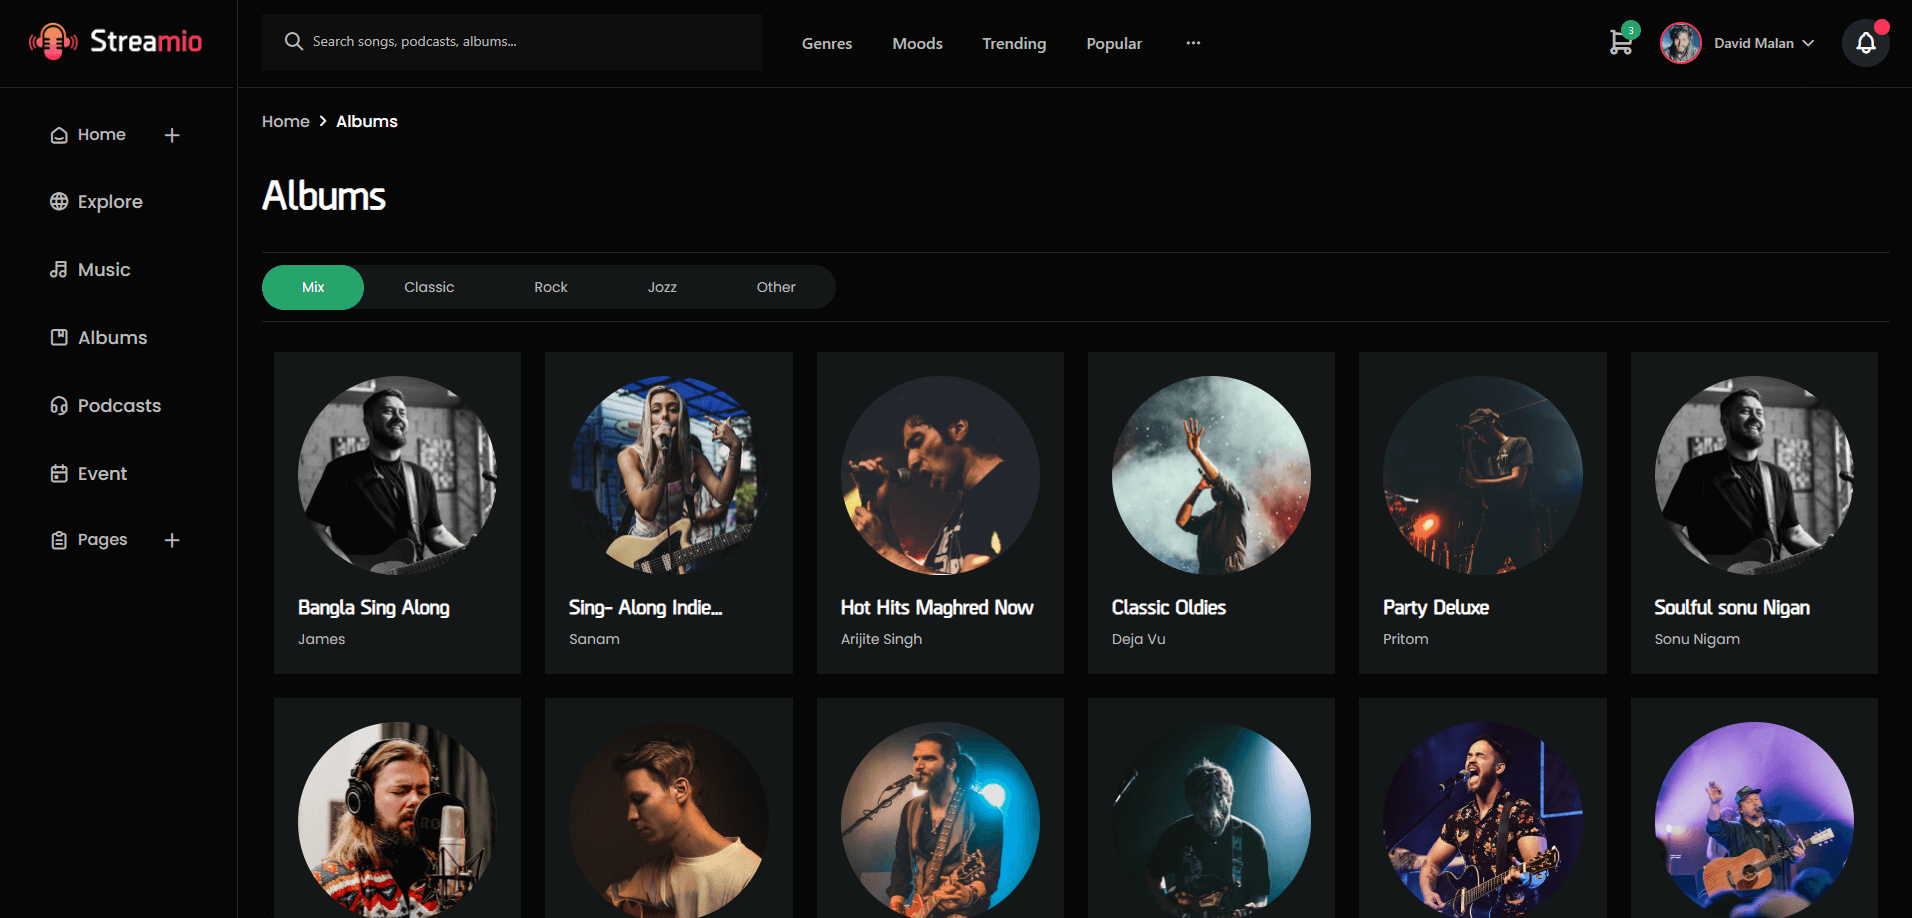 Streamio
Search songs, podcasts, albums...
Genres
Moods
Trending
Popular
3
David Malan
Home
Explore
Music
Albums
Podcasts
Event
Pages
Home > Albums
Albums
Mix
Classic
Rock
Jozz
Other
Bangla Sing Along
James
Sing- Along Indie...
Sanam
Hot Hits Maghred Now
Arijite Singh
Classic Oldies
Deja Vu
Party Deluxe
Pritom
Soulful sonu Nigan
Sonu Nigam